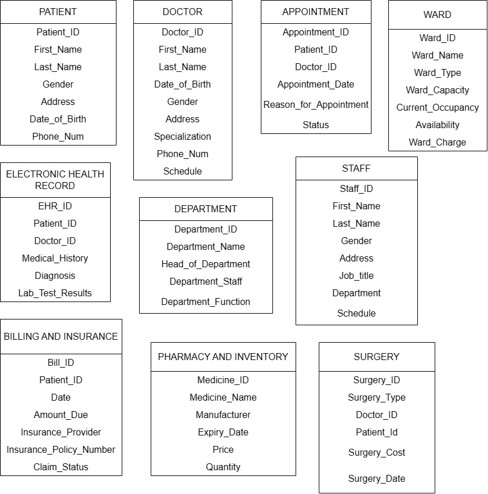 PATIENT
Patient_ID
First_Name
Last_Name
Gender
Address
Date_of_Birth
Phone_Num
DOCTOR
Doctor_ID
First_Name
Last_Name
Date_of_Birth
Gender
Address
Specialization
Phone_Num
Schedule
APPOINTMENT
Appointment_ID
Patient_ID
Doctor_ID
Appointment_Date
Reason_for_Appointment
Status
WARD
Ward_ID
Ward_Name
Ward_Type
Ward_Capacity
Current_Occupancy
Availability
Ward_Charge
ELECTRONIC HEALTH
RECORD
EHR_ID
Patient_ID
Doctor_ID
Medical_History
Diagnosis
Lab_Test_Results
DEPARTMENT
Department_ID
Department_Name
Head_of_Department
Department_Staff
Department_Function
STAFF
Staff_ID
First_Name
Last_Name
Gender
Address
Job_title
Department
Schedule
BILLING AND INSURANCE
Bill_ID
Patient_ID
Date
Amount_Due
Insurance_Provider
Insurance_Policy_Number
Claim_Status
PHARMACY AND INVENTORY
Medicine_ID
Medicine_Name
Manufacturer
Expiry_Date
Price
Quantity
SURGERY
Surgery_ID
Surgery_Type
Doctor_ID
Patient_Id
Surgery_Cost
Surgery_Date